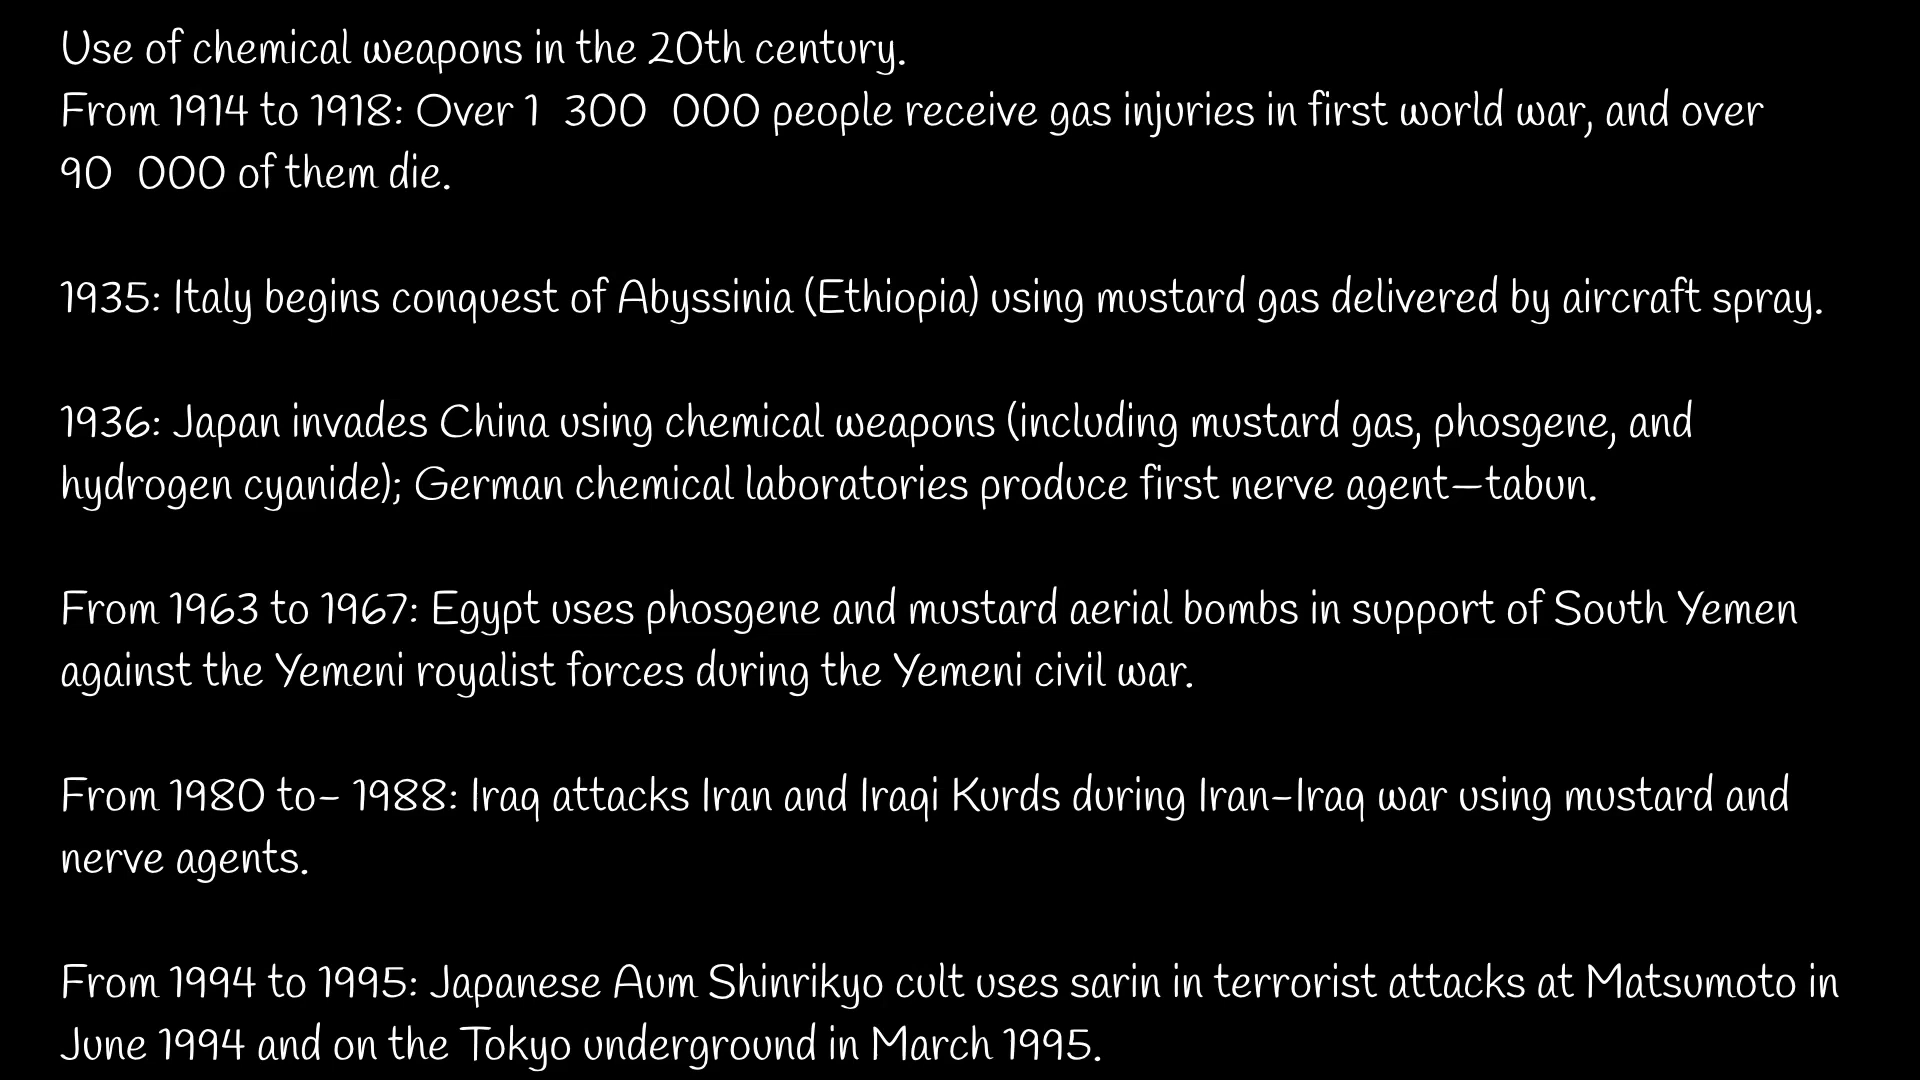 Use of chemical weapons in the 20th century.
From 1914 to 1918: Over 1 300 000 people receive gas injuries in first world war, and over
90 000 of them die.
1935: Italy begins conquest of Abyssinia (Ethiopia) using mustard gas delivered by aircraft spray.
1936: Japan invades China using chemical weapons (including mustard gas, phosgene, and
hydrogen cyanide); German chemical laboratories produce first nerve agent—tabun.
From 1963 to 1967: Egypt uses phosgene and mustard aerial bombs in support of South Yemen
against the Yemeni royalist forces during the Yemeni civil war.
From 1980 to- 1988: Iraq attacks Iran and Iraqi Kurds during Iran-Iraq war using mustard and
nerve agents.
From 1994 to 1995: Japanese Aum Shinrikyo cult uses sarin in terrorist attacks at Matsumoto in
June 1994 and on the Tokyo underground in March 1995.